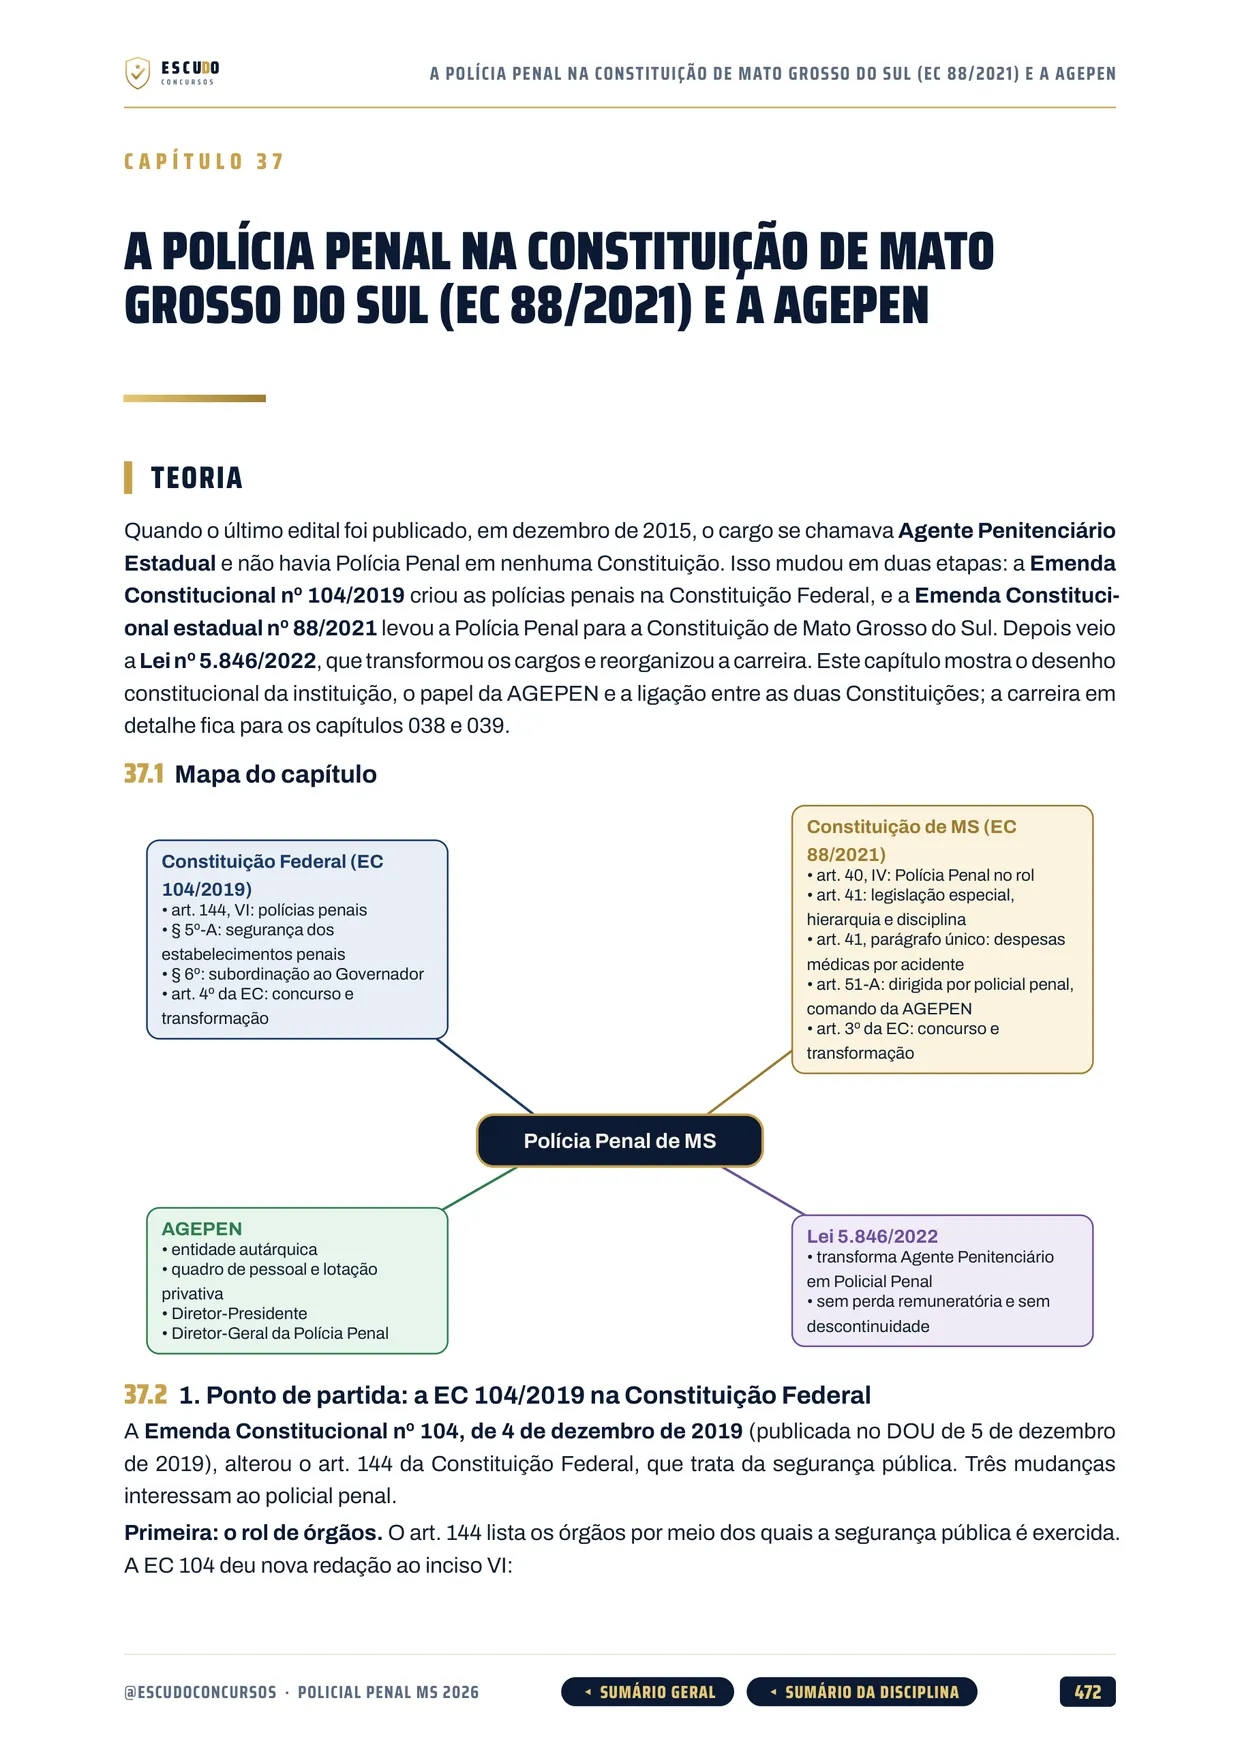 ESCUDO
CONCURSOS
A POLÍCIA PENAL NA CONSTITUIÇÃO DE MATO GROSSO DO SUL (EC 88/2021) E A AGEPEN
CAPÍTULO 37
A POLÍCIA PENAL NA CONSTITUIÇÃO DE MATO
GROSSO DO SUL (EC 88/2021) E A AGEPEN
TEORIA
Quando o último edital foi publicado, em dezembro de 2015, o cargo se chamava Agente Penitenciário
Estadual e não havia Polícia Penal em nenhuma Constituição. Isso mudou em duas etapas: a Emenda
Constitucional nº 104/2019 criou as polícias penais na Constituição Federal, e a Emenda Constituci-
onal estadual nº 88/2021 levou a Polícia Penal para a Constituição de Mato Grosso do Sul. Depois veio
a Lei nº 5.846/2022, que transformou os cargos e reorganizou a carreira. Este capítulo mostra o desenho
constitucional da instituição, o papel da AGEPEN e a ligação entre as duas Constituições; a carreira em
detalhe fica para os capítulos 038 e 039.
37.1 Mapa do capítulo
Constituição Federal (EC
104/2019)
• art. 144, VI: polícias penais
• § 5º-A: segurança dos
estabelecimentos penais
• § 6º: subordinação ao Governador
• art. 4º da EC: concurso e
transformação
Constituição de MS (EC
88/2021)
• art. 40, IV: Polícia Penal no rol
• art. 41: legislação especial,
hierarquia e disciplina
• art. 41, parágrafo único: despesas
médicas por acidente
• art. 51-A: dirigida por policial penal,
comando da AGEPEN
• art. 3º da EC: concurso e
transformação
Polícia Penal de MS
AGEPEN
• entidade autárquica
• quadro de pessoal e lotação
privativa
• Diretor-Presidente
• Diretor-Geral da Polícia Penal
Lei 5.846/2022
• transforma Agente Penitenciário
em Policial Penal
• sem perda remuneratória e sem
descontinuidade
37.2 1. Ponto de partida: a EC 104/2019 na Constituição Federal
A Emenda Constitucional nº 104, de 4 de dezembro de 2019 (publicada no DOU de 5 de dezembro
de 2019), alterou o art. 144 da Constituição Federal, que trata da segurança pública. Três mudanças
interessam ao policial penal.
Primeira: o rol de órgãos. O art. 144 lista os órgãos por meio dos quais a segurança pública é exercida.
A EC 104 deu nova redação ao inciso VI:
@ESCUDOCONCURSOS · POLICIAL PENAL MS 2026
SUMÁRIO GERAL
SUMÁRIO DA DISCIPLINA
472